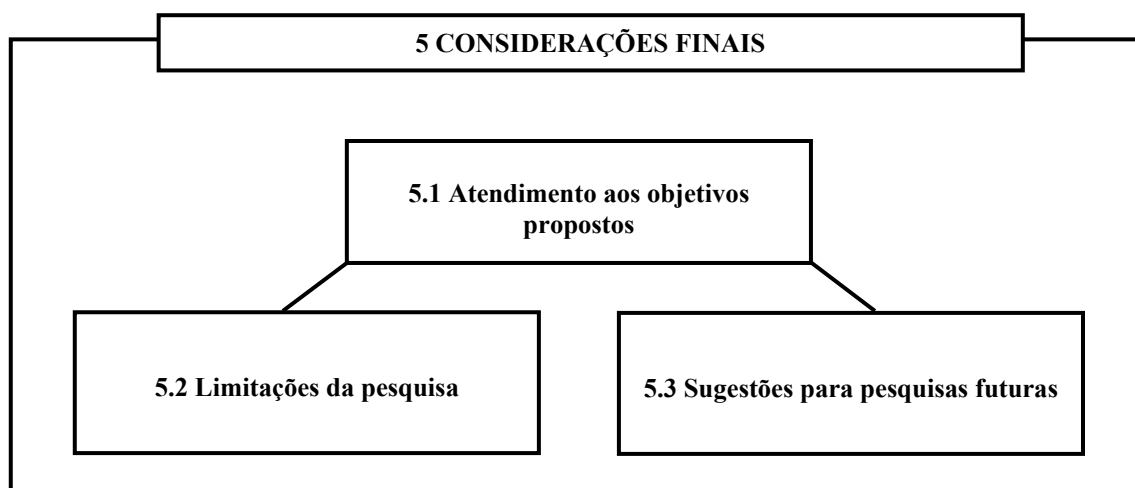 5 CONSIDERAÇÕES FINAIS
5.1 Atendimento aos objetivos
propostos
5.2 Limitações da pesquisa
5.3 Sugestões para pesquisas futuras